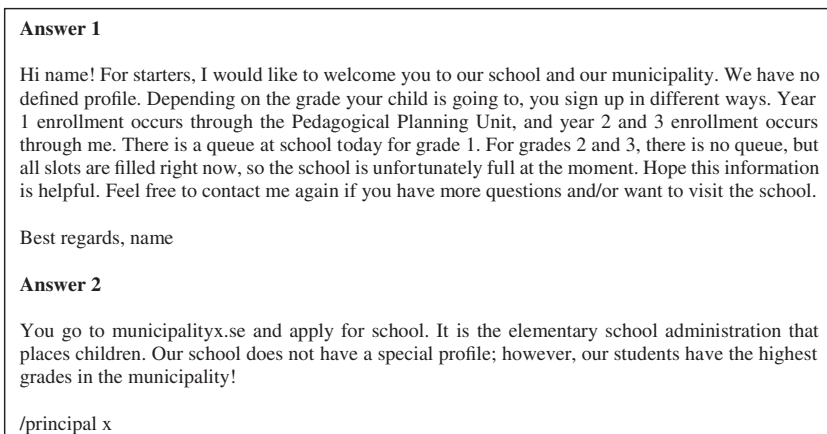 Answer 1
Hi name! For starters, I would like to welcome you to our school and our municipality. We have no
defined profile. Depending on the grade your child is going to, you sign up in different ways. Year
1 enrollment occurs through the Pedagogical Planning Unit, and year 2 and 3 enrollment occurs
through me. There is a queue at school today for grade 1. For grades 2 and 3, there is no queue, but
all slots are filled right now, so the school is unfortunately full at the moment. Hope this information
is helpful. Feel free to contact me again if you have more questions and/or want to visit the school.
Best regards, name
Answer 2
You go to municipalityx.se and apply for school. It is the elementary school administration that
places children. Our school does not have a special profile; however, our students have the highest
grades in the municipality!
/principal x